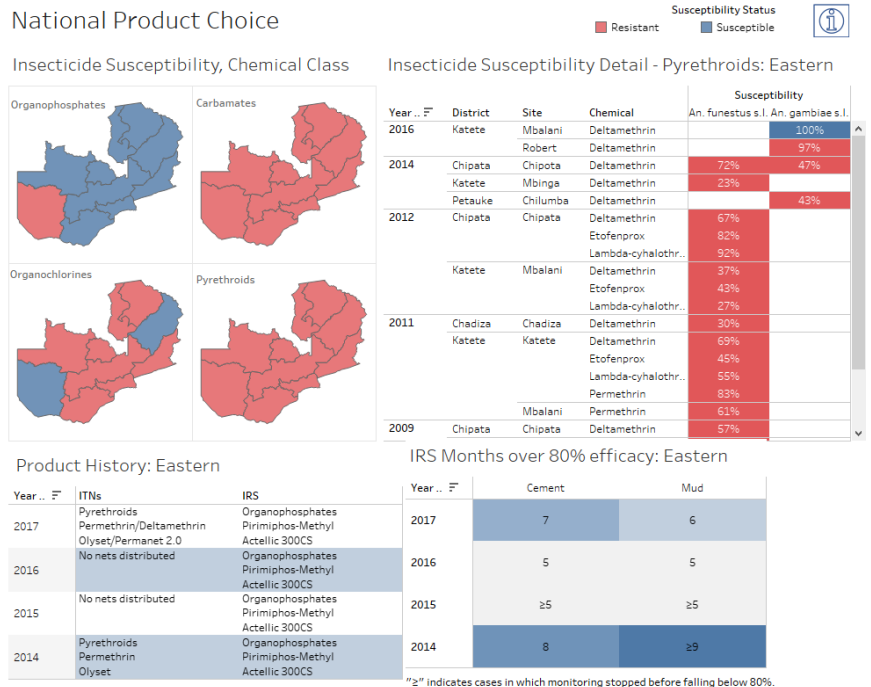 National Product Choice
Susceptibility Status
Resistant Susceptible
Insecticide Susceptibility, Chemical Class
Organophosphates Carbamates
Organochlorines Pyrethroids
Insecticide Susceptibility Detail - Pyrethroids: Eastern
Susceptibility
Year .. District Site Chemical An. funestus s.l. An. gambiae s.l.
2016 Katete Mbalani Deltamethrin 100%
Robert Deltamethrin 97%
2014 Chipata Chipota Deltamethrin 72% 47%
Katete Mbinga Deltamethrin 23%
Petauke Chilumba Deltamethrin 43%
2012 Chipata Chipata Deltamethrin 67%
Etofenprox 82%
Lambda-cyhalothr.. 92%
Katete Mbalani Deltamethrin 37%
Etofenprox 43%
Lambda-cyhalothr.. 27%
2011 Chadiza Chadiza Deltamethrin 30%
Katete Katete Deltamethrin 69%
Etofenprox 45%
Lambda-cyhalothr.. 55%
Permethrin 83%
Mbalani Permethrin 61%
2009 Chipata Chipata Deltamethrin 57%
Product History: Eastern
Year .. ITNs IRS
2017 Pyrethroids Organophosphates
Permethrin/Deltamethrin Pirimiphos-Methyl
Olyset/Permanet 2.0 Actellic 300CS
2016 No nets distributed Organophosphates
Pirimiphos-Methyl
Actellic 300CS
2015 No nets distributed Organophosphates
Pirimiphos-Methyl
Actellic 300CS
2014 Pyrethroids Organophosphates
Permethrin Pirimiphos-Methyl
Olyset Actellic 300CS
IRS Months over 80% efficacy: Eastern
Year .. Cement Mud
2017 7 6
2016 5 5
2015 ≥5 ≥5
2014 8 ≥9
"≥" indicates cases in which monitoring stopped before falling below 80%.